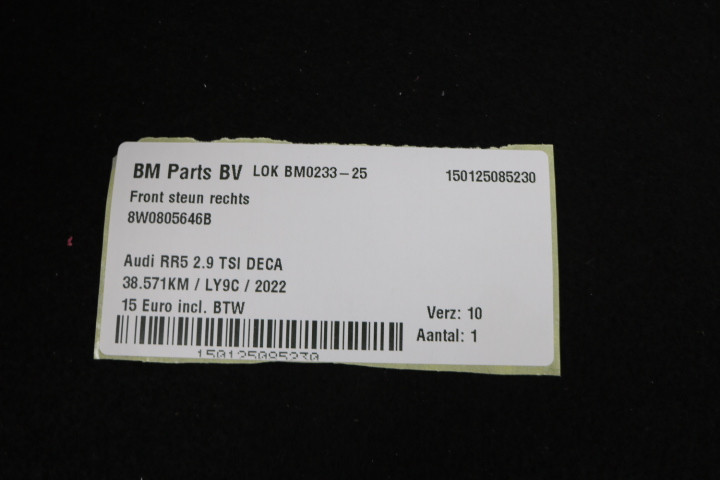 BM Parts BV LOK BM0233-25 150125085230
Front steun rechts
8W0805646B
Audi RR5 2.9 TSI DECA
38.571KM / LY9C / 2022
15 Euro incl. BTW
Verz: 10
Aantal: 1
150125085230